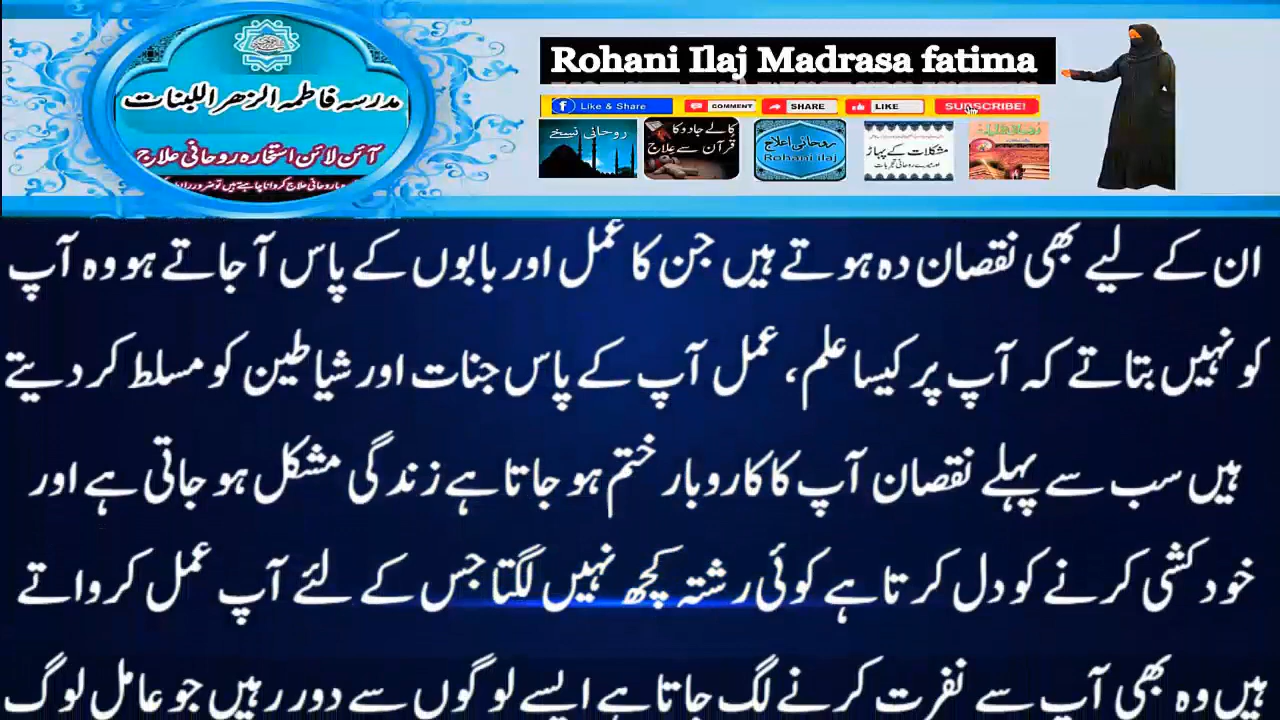 مدرسہ فاطمہ الزھرا للبنات
آئن لائن استخارہ روحانی علاج
Rohani Ilaj Madrasa fatima
Like & Share
COMMENT
SHARE
LIKE
SUBSCRIBE!
روحانی نسخے
کالے جادو کا
قرآن سے علاج
روحانی اعلاج
Rohani Ilaj
مشکلات کے پہاڑ
ان کے لیے بھی نقصان دہ ہوتے ہیں جن کا عمل اور بابوں کے پاس آ جاتے ہو وہ آپ
کو نہیں بتاتے کہ آپ پر کیسا علم، عمل آپ کے پاس جنات اور شیاطین کو مسلط کر دیتے
ہیں سب سے پہلے نقصان آپ کا کاروبار ختم ہو جاتا ہے زندگی مشکل ہو جاتی ہے اور
خودکشی کرنے کو دل کرتا ہے کوئی رشتہ کچھ نہیں لگتا جس کے لئے آپ عمل کرواتے
ہیں وہ بھی آپ سے نفرت کرنے لگ جاتا ہے ایسے لوگوں سے دور رہیں جو عامل لوگ